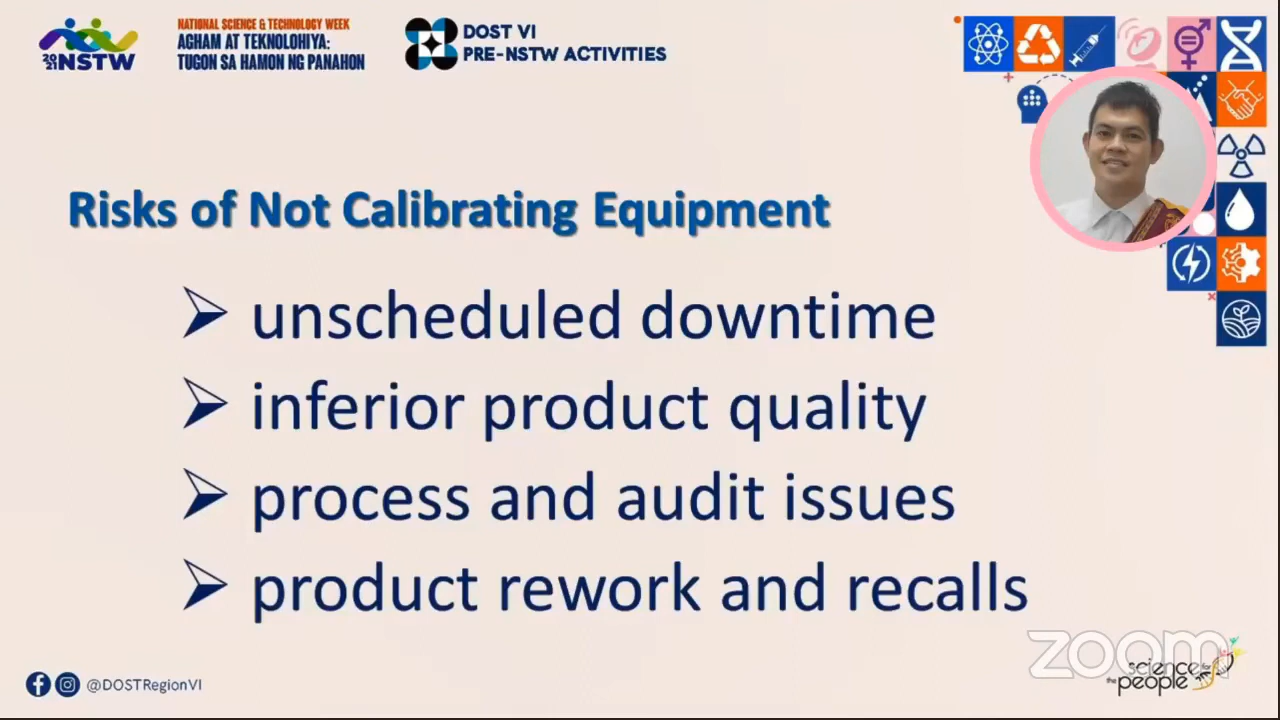 2021 NSTW
NATIONAL SCIENCE & TECHNOLOGY WEEK
AGHAM AT TEKNOLOHIYA:
TUGON SA HAMON NG PANAHON
DOST VI
PRE-NSTW ACTIVITIES
Risks of Not Calibrating Equipment
unscheduled downtime
inferior product quality
process and audit issues
product rework and recalls
@DOSTRegionVI
zoom
science for
the people